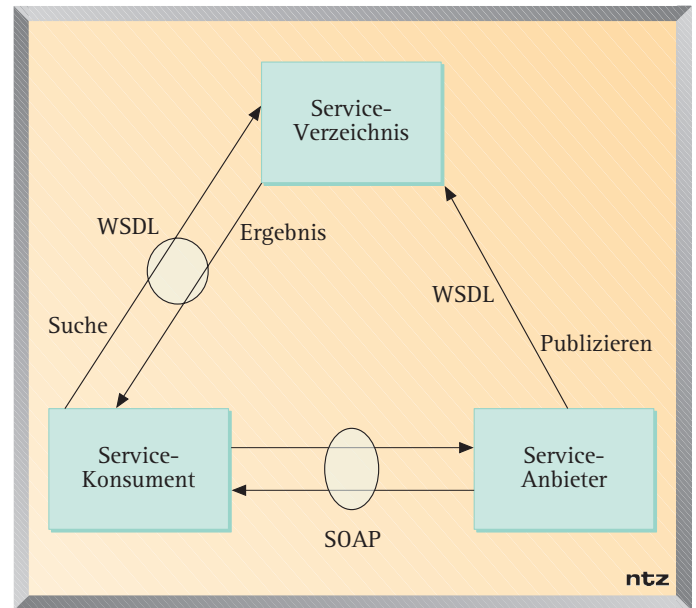 Service-
Verzeichnis
WSDL
Ergebnis
WSDL
Suche
Publizieren
Service-
Konsument
Service-
Anbieter
SOAP
ntz